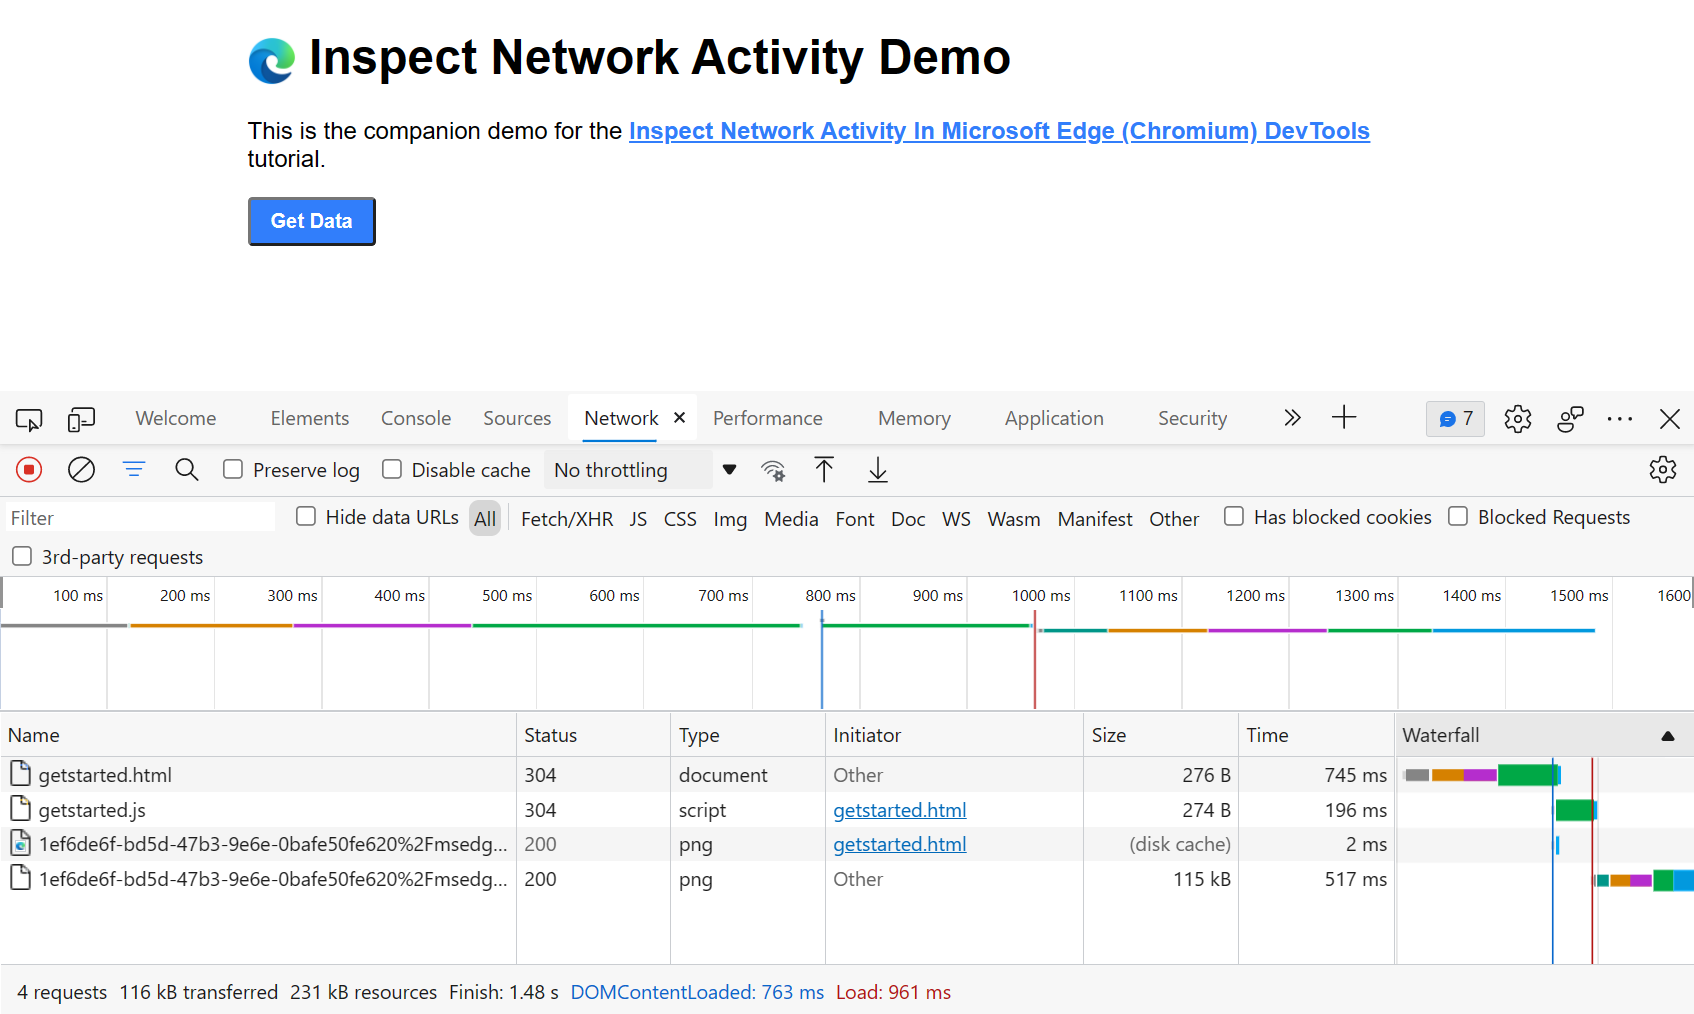 Inspect Network Activity Demo
This is the companion demo for the Inspect Network Activity In Microsoft Edge (Chromium) DevTools
tutorial.
Get Data
Welcome Elements Console Sources Network Performance Memory Application Security 7
Preserve log Disable cache No throttling
Filter Hide data URLs All Fetch/XHR JS CSS Img Media Font Doc WS Wasm Manifest Other Has blocked cookies Blocked Requests
3rd-party requests
100 ms 200 ms 300 ms 400 ms 500 ms 600 ms 700 ms 800 ms 900 ms 1000 ms 1100 ms 1200 ms 1300 ms 1400 ms 1500 ms 1600
Name Status Type Initiator Size Time Waterfall
getstarted.html 304 document Other 276 B 745 ms
getstarted.js 304 script getstarted.html 274 B 196 ms
1ef6de6f-bd5d-47b3-9e6e-0bafe50fe620%2Fmsedg... 200 png getstarted.html (disk cache) 2 ms
1ef6de6f-bd5d-47b3-9e6e-0bafe50fe620%2Fmsedg... 200 png Other 115 kB 517 ms
4 requests 116 kB transferred 231 kB resources Finish: 1.48 s DOMContentLoaded: 763 ms Load: 961 ms